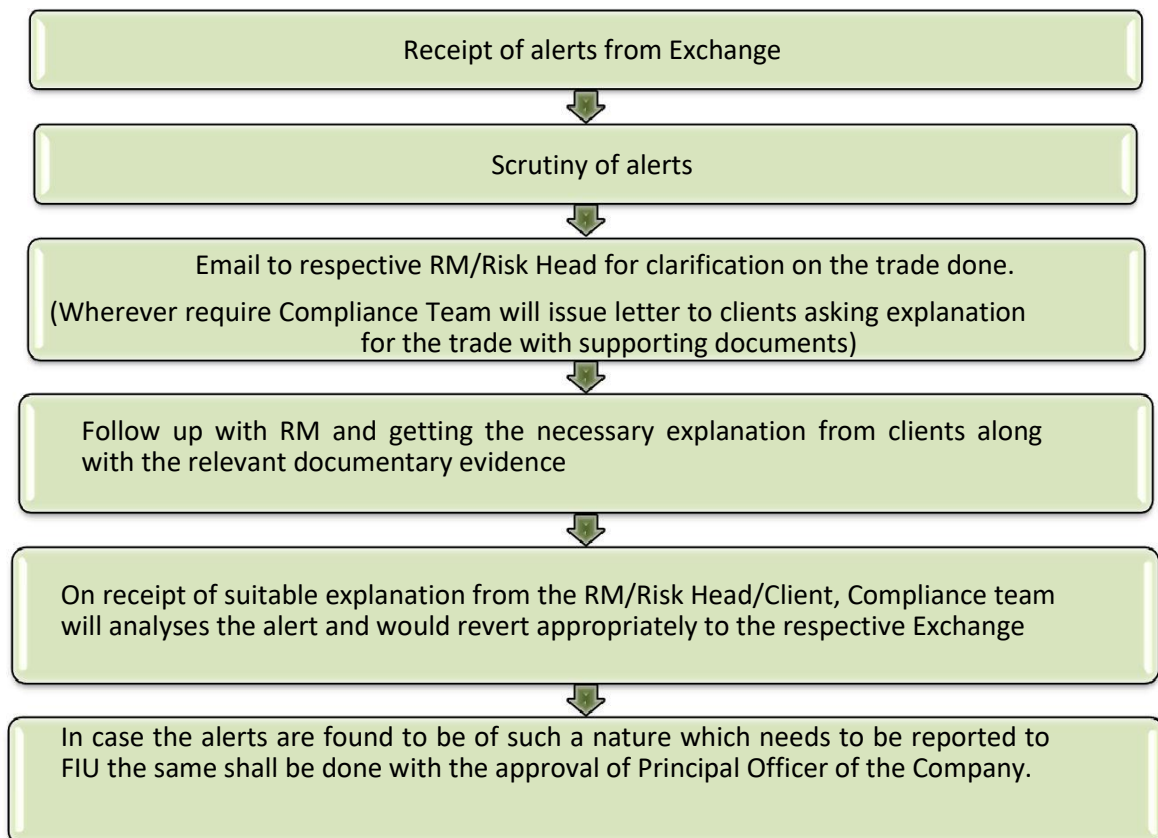 Receipt of alerts from Exchange
Scrutiny of alerts
Email to respective RM/Risk Head for clarification on the trade done.
(Wherever require Compliance Team will issue letter to clients asking explanation
for the trade with supporting documents)
Follow up with RM and getting the necessary explanation from clients along
with the relevant documentary evidence
On receipt of suitable explanation from the RM/Risk Head/Client, Compliance team
will analyses the alert and would revert appropriately to the respective Exchange
In case the alerts are found to be of such a nature which needs to be reported to
FIU the same shall be done with the approval of Principal Officer of the Company.